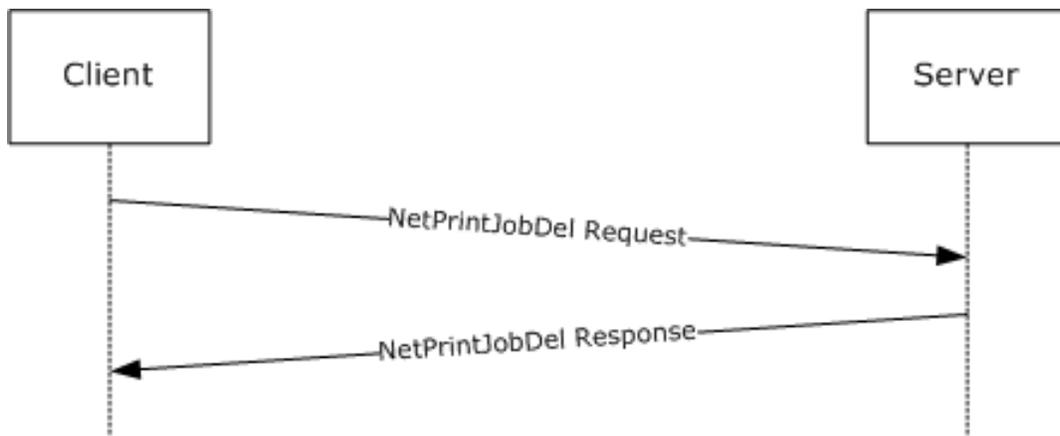 Client
Server
NetPrintJobDel Request
NetPrintJobDel Response